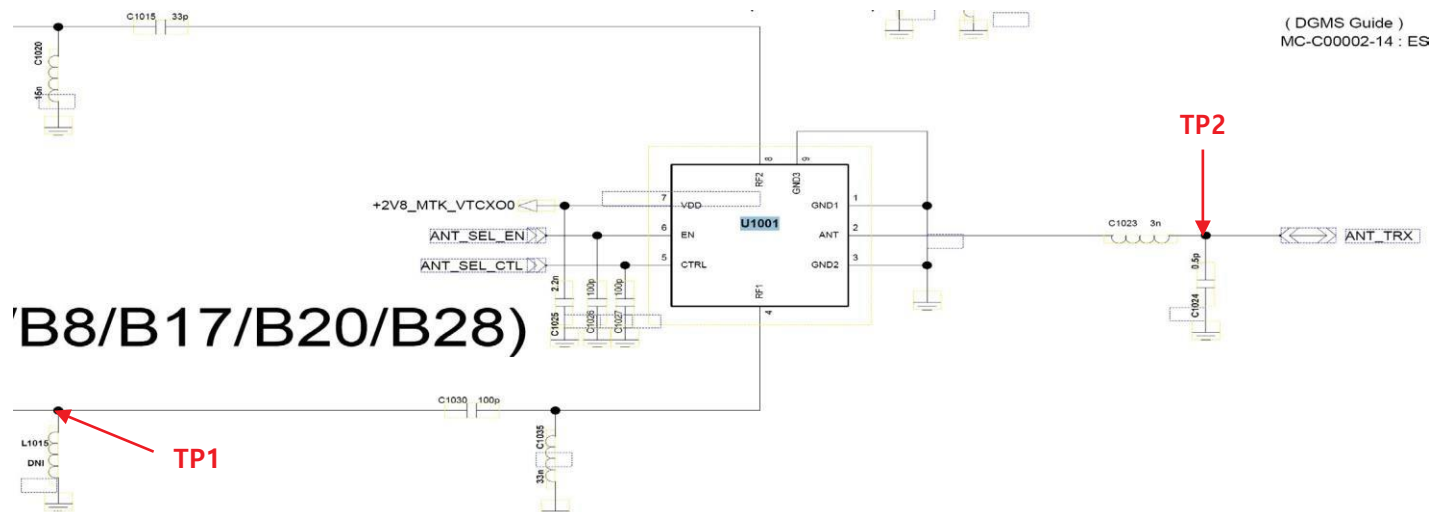 C1015 33p
( DGMS Guide )
MC-C00002-14 : ES
C1020
15n
TP2
8
9
RF2
GND3
+2V8_MTK_VTCXO0
7
VDD
GND1
1
U1001
ANT_SEL_EN
6
EN
ANT
2
C1023 3n
ANT_TRX
ANT_SEL_CTL
5
CTRL
GND2
3
RF1
4
2.2n
100p
100p
C1025
C1026
C1027
0.5p
C1024
/B8/B17/B20/B28)
C1030 100p
L1015
DNI
TP1
C1035
33n